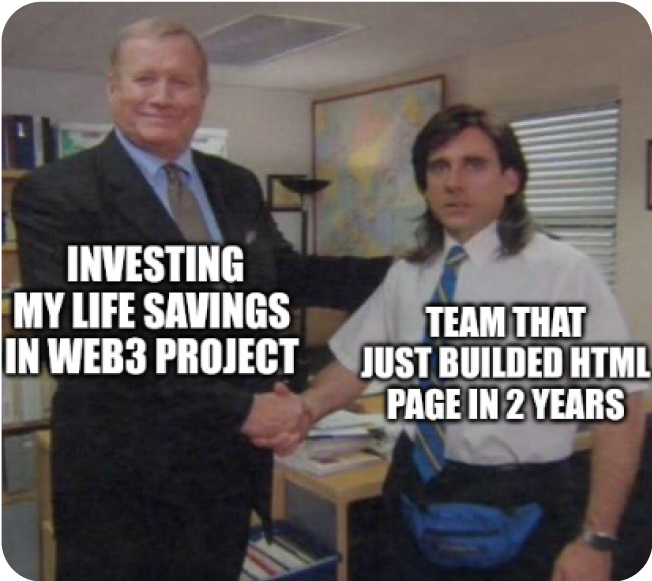 INVESTING
MY LIFE SAVINGS
IN WEB3 PROJECT
TEAM THAT
JUST BUILDED HTML
PAGE IN 2 YEARS